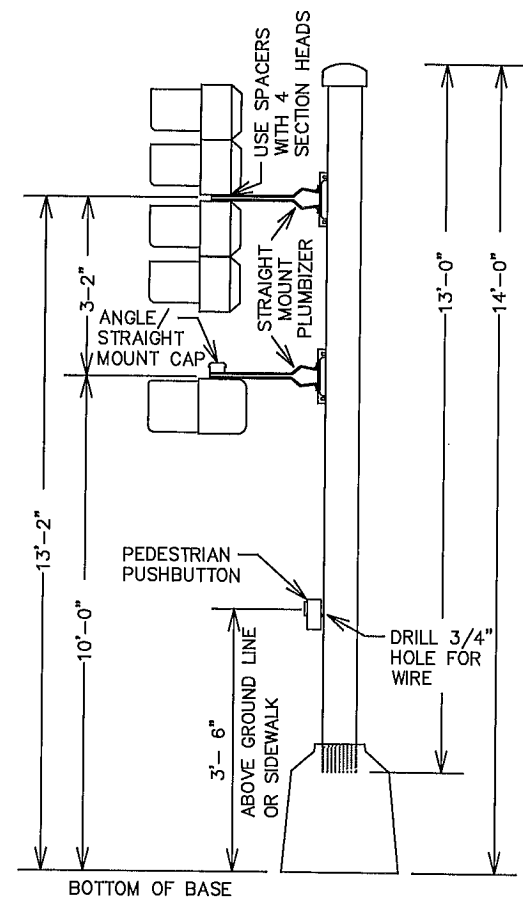 USE SPACERS
WITH 4
SECTION HEADS
STRAIGHT
MOUNT
PLUMBIZER
3'-2"
13'-0"
14'-0"
ANGLE/
STRAIGHT
MOUNT CAP
13'-2"
10'-0"
PEDESTRIAN
PUSHBUTTON
DRILL 3/4"
HOLE FOR
WIRE
3'- 6"
ABOVE GROUND LINE
OR SIDEWALK
BOTTOM OF BASE